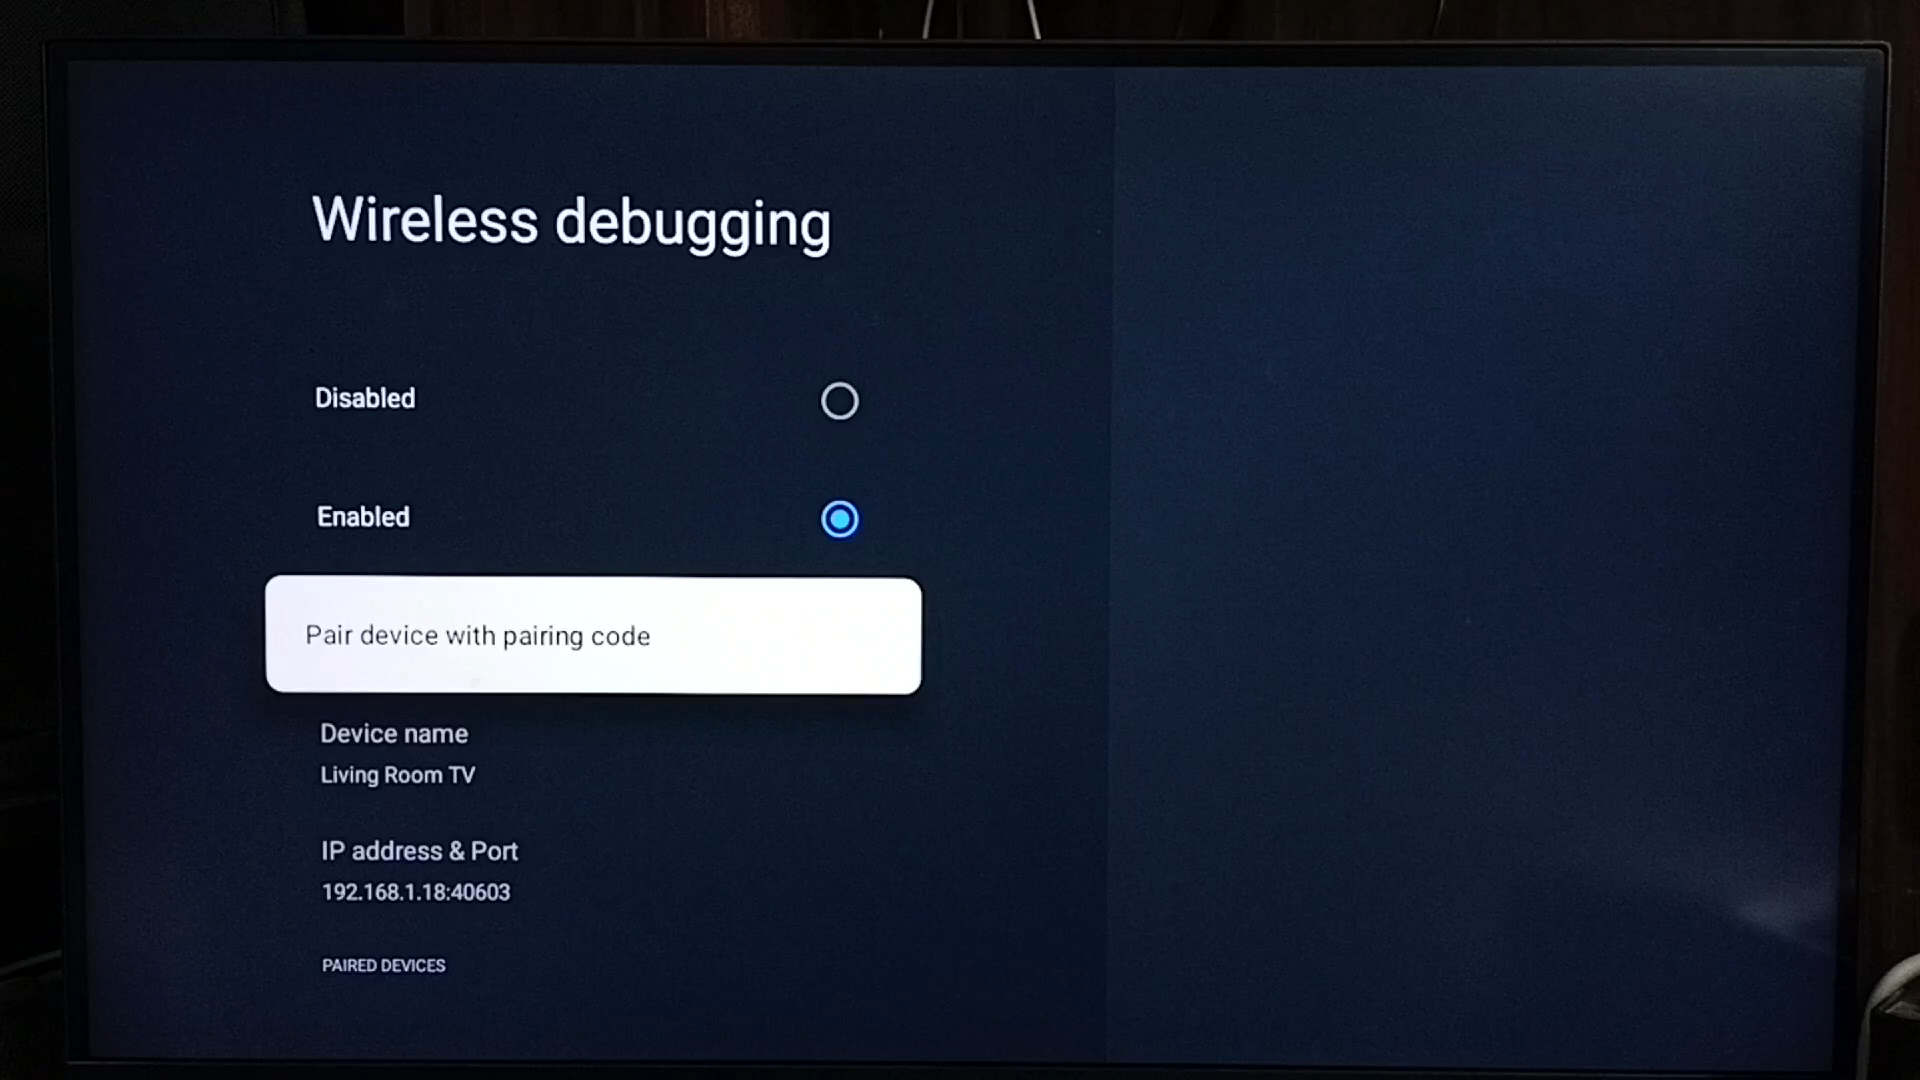 Wireless debugging
Disabled
Enabled
Pair device with pairing code
Device name
Living Room TV
IP address & Port
192.168.1.18:40603
PAIRED DEVICES